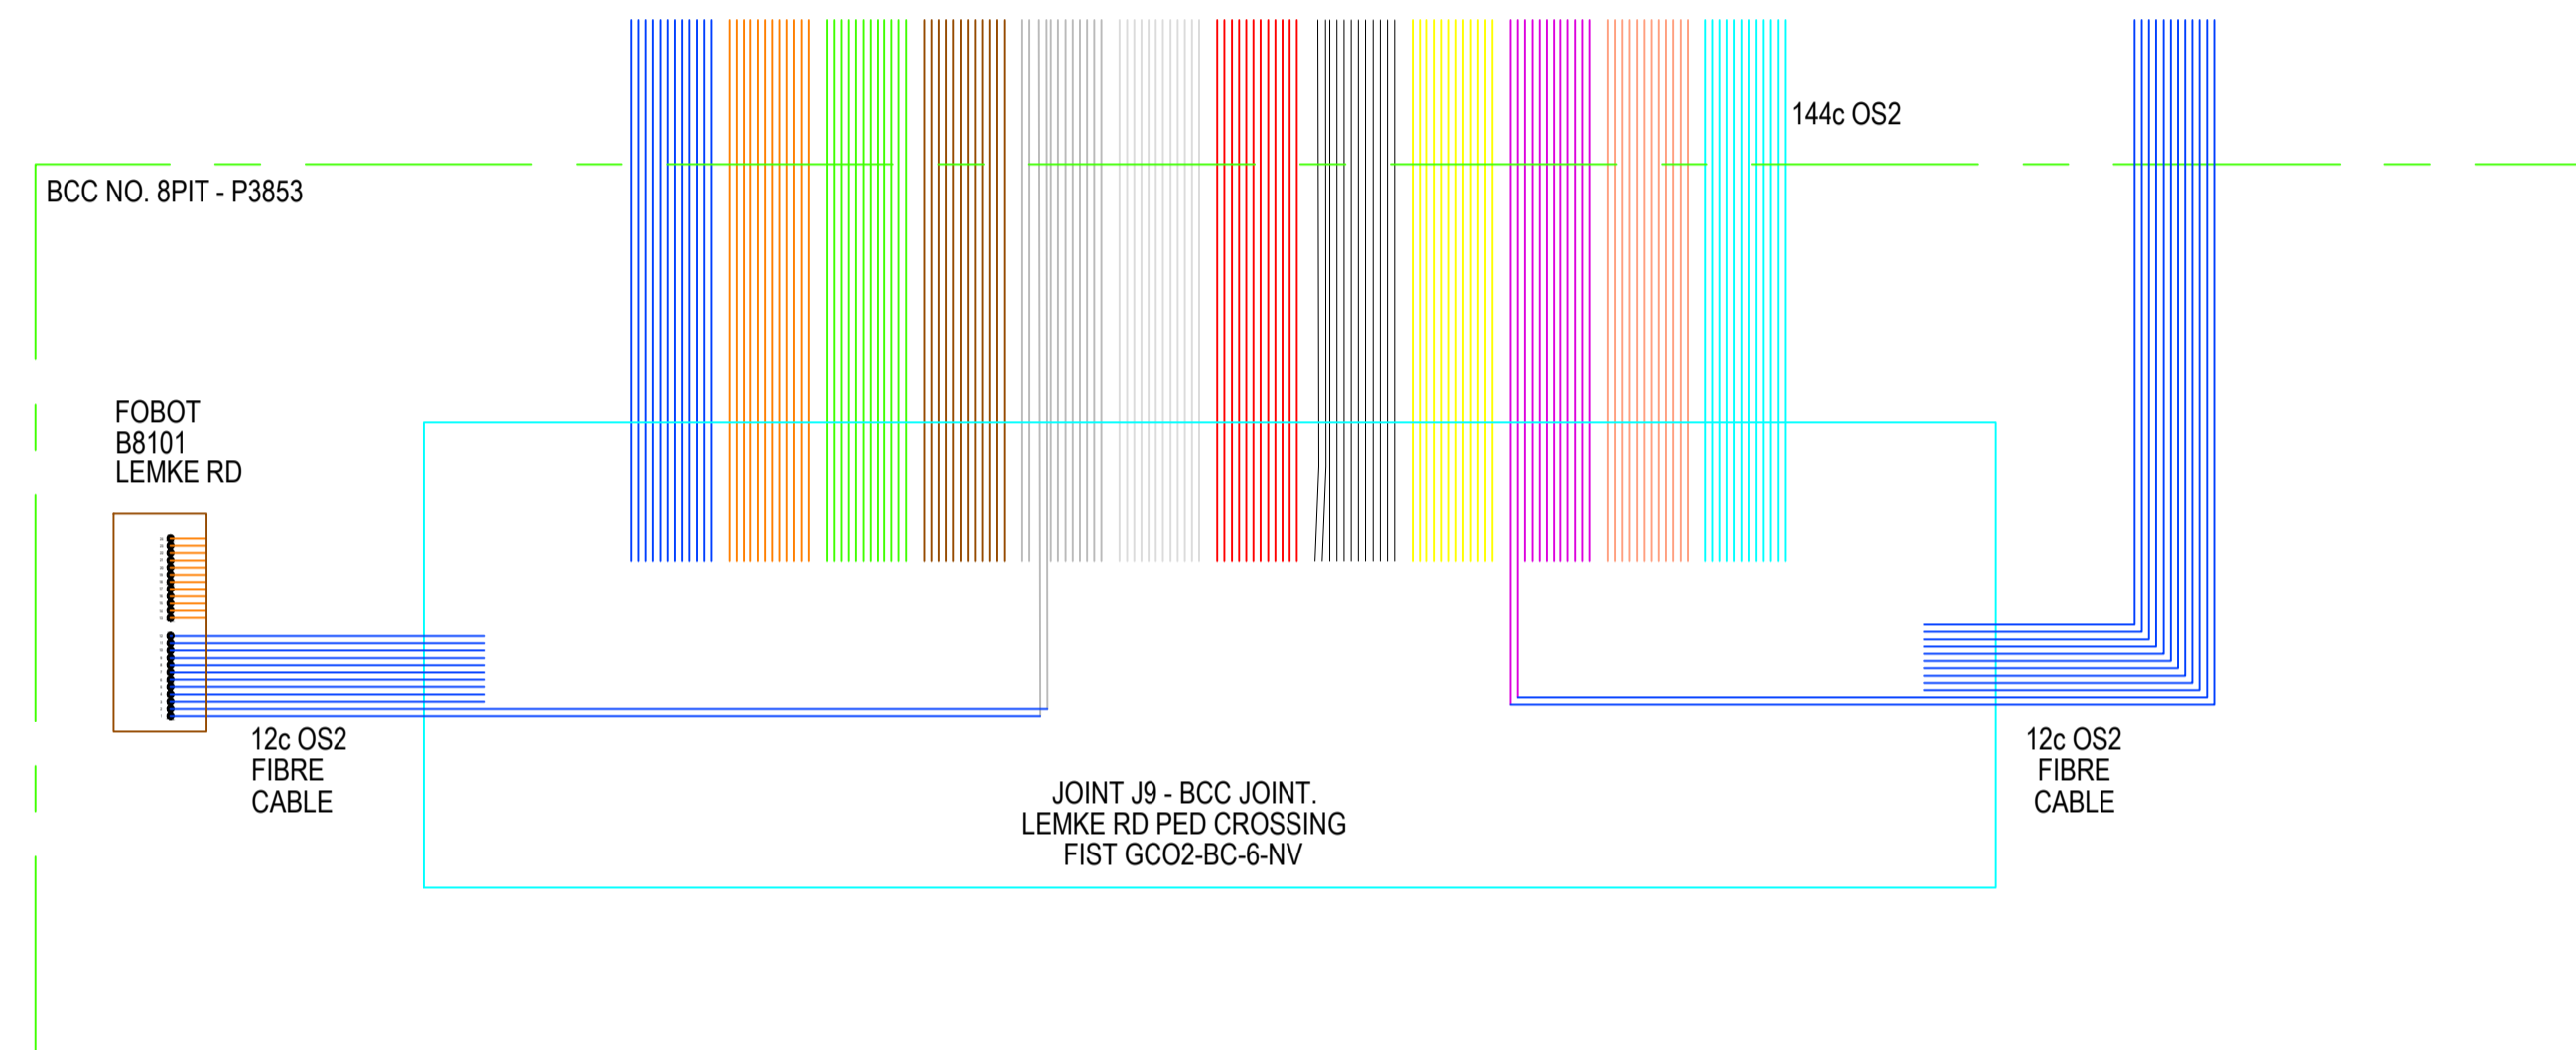 144c OS2
BCC NO. 8PIT - P3853
FOBOT
B8101
LEMKE RD
12c OS2
FIBRE
CABLE
JOINT J9 - BCC JOINT.
LEMKE RD PED CROSSING
FIST GCO2-BC-6-NV
12c OS2
FIBRE
CABLE